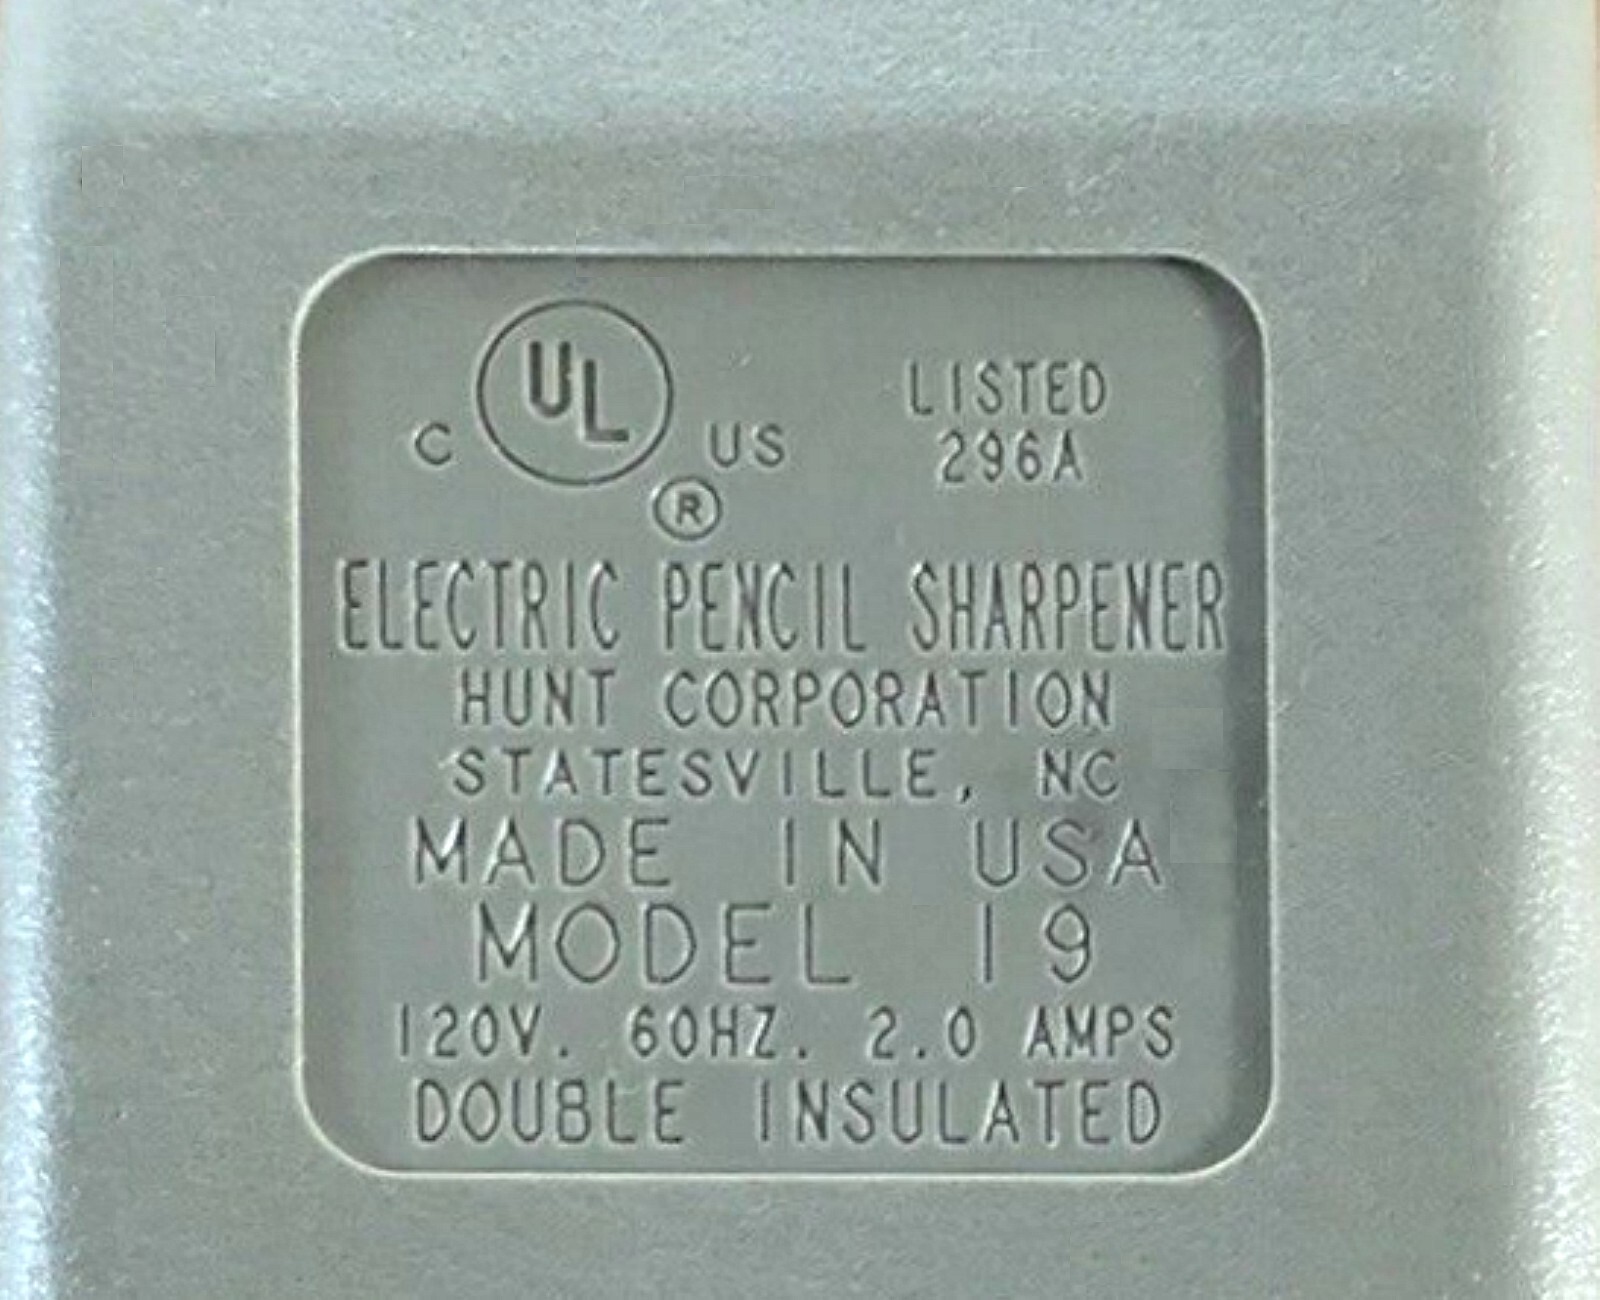 C UL US ® LISTED
296A
ELECTRIC PENCIL SHARPENER
HUNT CORPORATION
STATESVILLE, NC
MADE IN USA
MODEL 19
120V. 60HZ. 2.0 AMPS
DOUBLE INSULATED